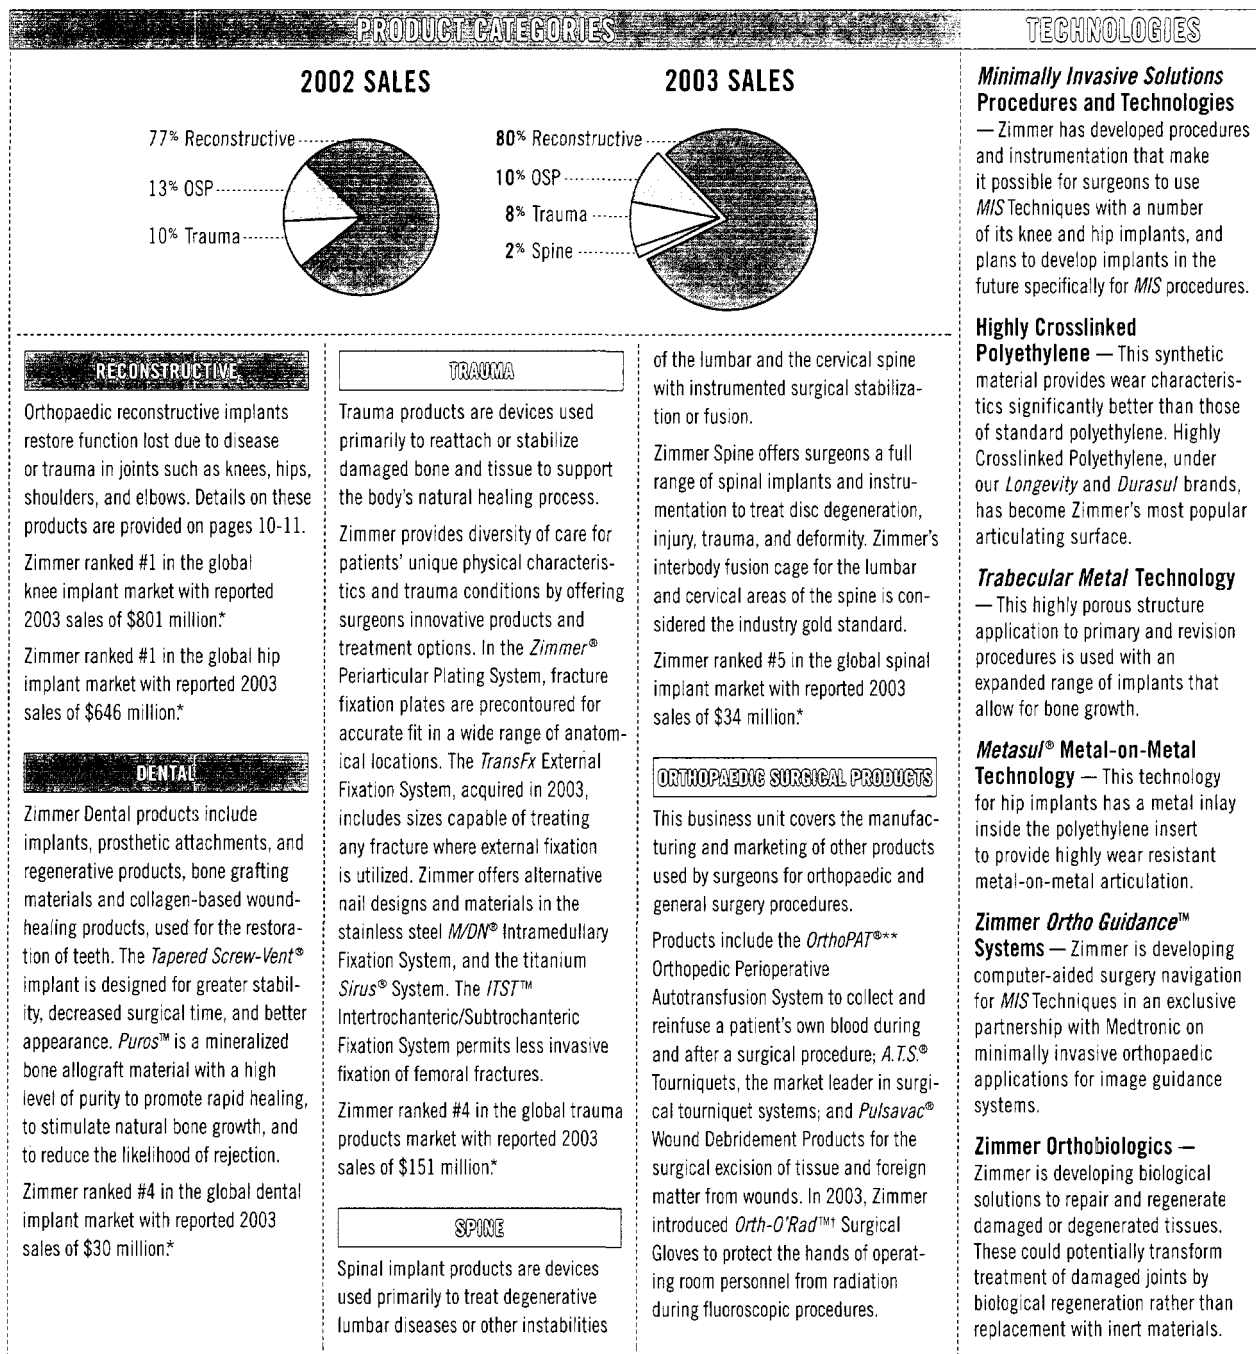 PRODUCT CATEGORIES
2002 SALES
77% Reconstructive
13% OSP
10% Trauma
2003 SALES
80% Reconstructive
10% OSP
8% Trauma
2% Spine
RECONSTRUCTIVE
Orthopaedic reconstructive implants
restore function lost due to disease
or trauma in joints such as knees, hips,
shoulders, and elbows. Details on these
products are provided on pages 10-11.
Zimmer ranked #1 in the global
knee implant market with reported
2003 sales of $801 million.*
Zimmer ranked #1 in the global hip
implant market with reported 2003
sales of $646 million.*
DENTAL
Zimmer Dental products include
implants, prosthetic attachments, and
regenerative products, bone grafting
materials and collagen-based wound-
healing products, used for the restora-
tion of teeth. The Tapered Screw-Vent®
implant is designed for greater stabil-
ity, decreased surgical time, and better
appearance. Puros™ is a mineralized
bone allograft material with a high
level of purity to promote rapid healing,
to stimulate natural bone growth, and
to reduce the likelihood of rejection.
Zimmer ranked #4 in the global dental
implant market with reported 2003
sales of $30 million.*
TRAUMA
Trauma products are devices used
primarily to reattach or stabilize
damaged bone and tissue to support
the body's natural healing process.
Zimmer provides diversity of care for
patients' unique physical characteris-
tics and trauma conditions by offering
surgeons innovative products and
treatment options. In the Zimmer®
Periarticular Plating System, fracture
fixation plates are precontoured for
accurate fit in a wide range of anatom-
ical locations. The TransFx External
Fixation System, acquired in 2003,
includes sizes capable of treating
any fracture where external fixation
is utilized. Zimmer offers alternative
nail designs and materials in the
stainless steel M/DN® Intramedullary
Fixation System, and the titanium
Sirus® System. The ITST™
Intertrochanteric/Subtrochanteric
Fixation System permits less invasive
fixation of femoral fractures.
Zimmer ranked #4 in the global trauma
products market with reported 2003
sales of $151 million.*
SPINE
Spinal implant products are devices
used primarily to treat degenerative
lumbar diseases or other instabilities
of the lumbar and the cervical spine
with instrumented surgical stabiliza-
tion or fusion.
Zimmer Spine offers surgeons a full
range of spinal implants and instru-
mentation to treat disc degeneration,
injury, trauma, and deformity. Zimmer's
interbody fusion cage for the lumbar
and cervical areas of the spine is con-
sidered the industry gold standard.
Zimmer ranked #5 in the global spinal
implant market with reported 2003
sales of $34 million.*
ORTHOPAEDIC SURGICAL PRODUCTS
This business unit covers the manufac-
turing and marketing of other products
used by surgeons for orthopaedic and
general surgery procedures.
Products include the OrthoPAT®**
Orthopedic Perioperative
Autotransfusion System to collect and
reinfuse a patient's own blood during
and after a surgical procedure; A.T.S.®
Tourniquets, the market leader in surgi-
cal tourniquet systems; and Pulsavac®
Wound Debridement Products for the
surgical excision of tissue and foreign
matter from wounds. In 2003, Zimmer
introduced Orth-O'Rad™† Surgical
Gloves to protect the hands of operat-
ing room personnel from radiation
during fluoroscopic procedures.
TECHNOLOGIES
Minimally Invasive Solutions
Procedures and Technologies
— Zimmer has developed procedures
and instrumentation that make
it possible for surgeons to use
MIS Techniques with a number
of its knee and hip implants, and
plans to develop implants in the
future specifically for MIS procedures.
Highly Crosslinked
Polyethylene — This synthetic
material provides wear characteris-
tics significantly better than those
of standard polyethylene. Highly
Crosslinked Polyethylene, under
our Longevity and Durasul brands,
has become Zimmer's most popular
articulating surface.
Trabecular Metal Technology
— This highly porous structure
application to primary and revision
procedures is used with an
expanded range of implants that
allow for bone growth.
Metasul® Metal-on-Metal
Technology — This technology
for hip implants has a metal inlay
inside the polyethylene insert
to provide highly wear resistant
metal-on-metal articulation.
Zimmer Ortho Guidance™
Systems — Zimmer is developing
computer-aided surgery navigation
for MIS Techniques in an exclusive
partnership with Medtronic on
minimally invasive orthopaedic
applications for image guidance
systems.
Zimmer Orthobiologics —
Zimmer is developing biological
solutions to repair and regenerate
damaged or degenerated tissues.
These could potentially transform
treatment of damaged joints by
biological regeneration rather than
replacement with inert materials.